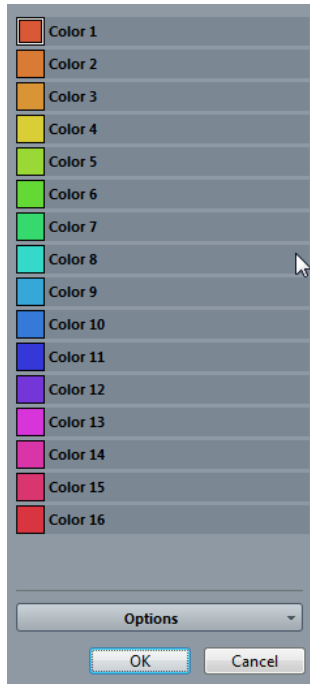 Color 1
Color 2
Color 3
Color 4
Color 5
Color 6
Color 7
Color 8
Color 9
Color 10
Color 11
Color 12
Color 13
Color 14
Color 15
Color 16
Options
OK Cancel